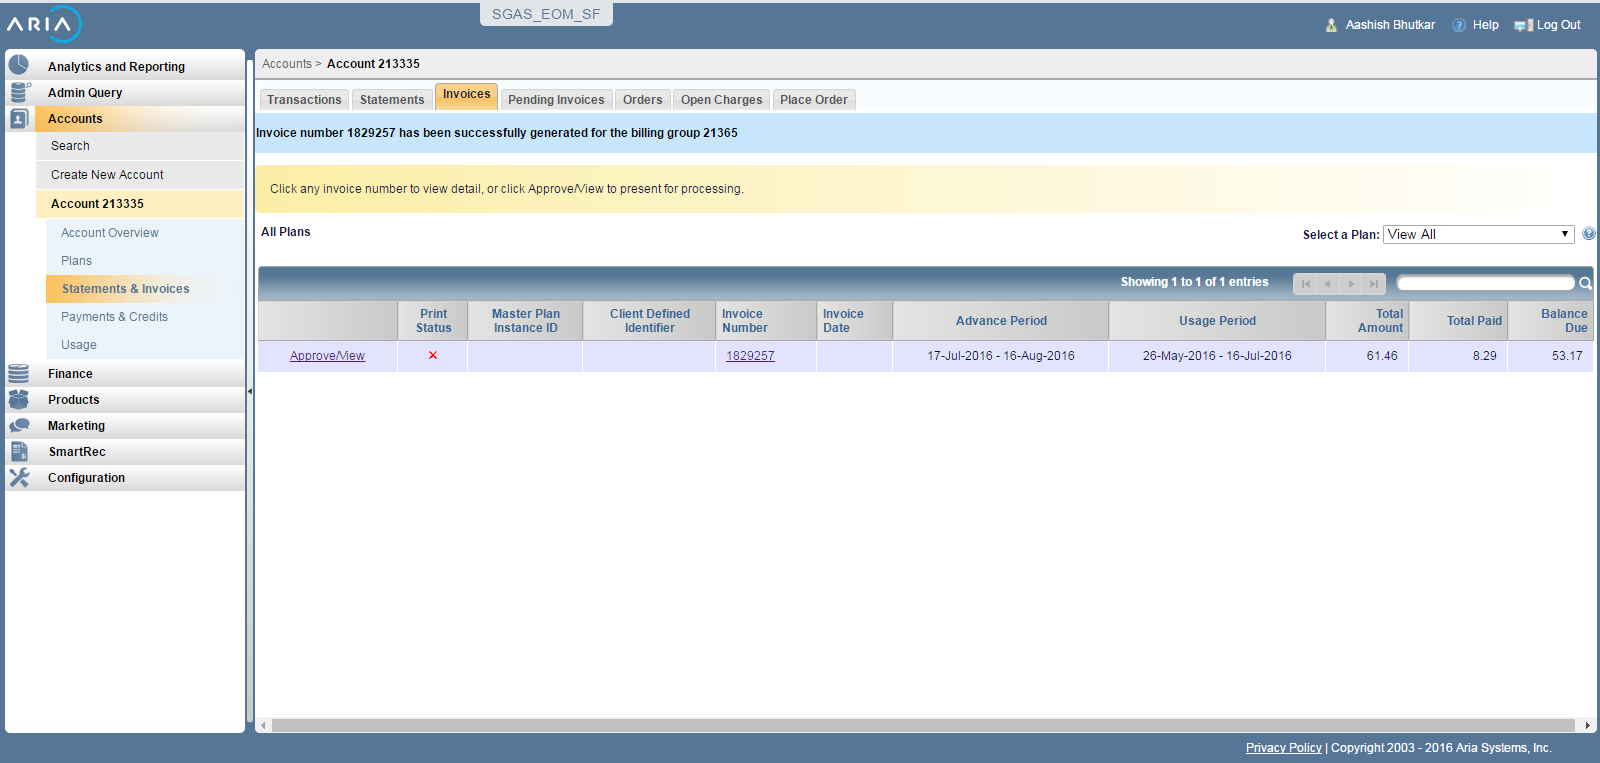 SGAS_EOM_SF
ARIA
Aashish Bhutkar
Help
Log Out
Analytics and Reporting
Admin Query
Accounts
Search
Create New Account
Account 213335
Account Overview
Plans
Statements & Invoices
Payments & Credits
Usage
Finance
Products
Marketing
SmartRec
Configuration
Accounts > Account 213335
Transactions
Statements
Invoices
Pending Invoices
Orders
Open Charges
Place Order
Invoice number 1829257 has been successfully generated for the billing group 21365
Click any invoice number to view detail, or click Approve/View to present for processing.
All Plans
Select a Plan: View All
Showing 1 to 1 of 1 entries
Print
Status
Master Plan
Instance ID
Client Defined
Identifier
Invoice
Number
Invoice
Date
Advance Period
Usage Period
Total
Amount
Total Paid
Balance
Due
Approve/View
1829257
17-Jul-2016 - 16-Aug-2016
26-May-2016 - 16-Jul-2016
61.46
8.29
53.17
Privacy Policy | Copyright 2003 - 2016 Aria Systems, Inc.